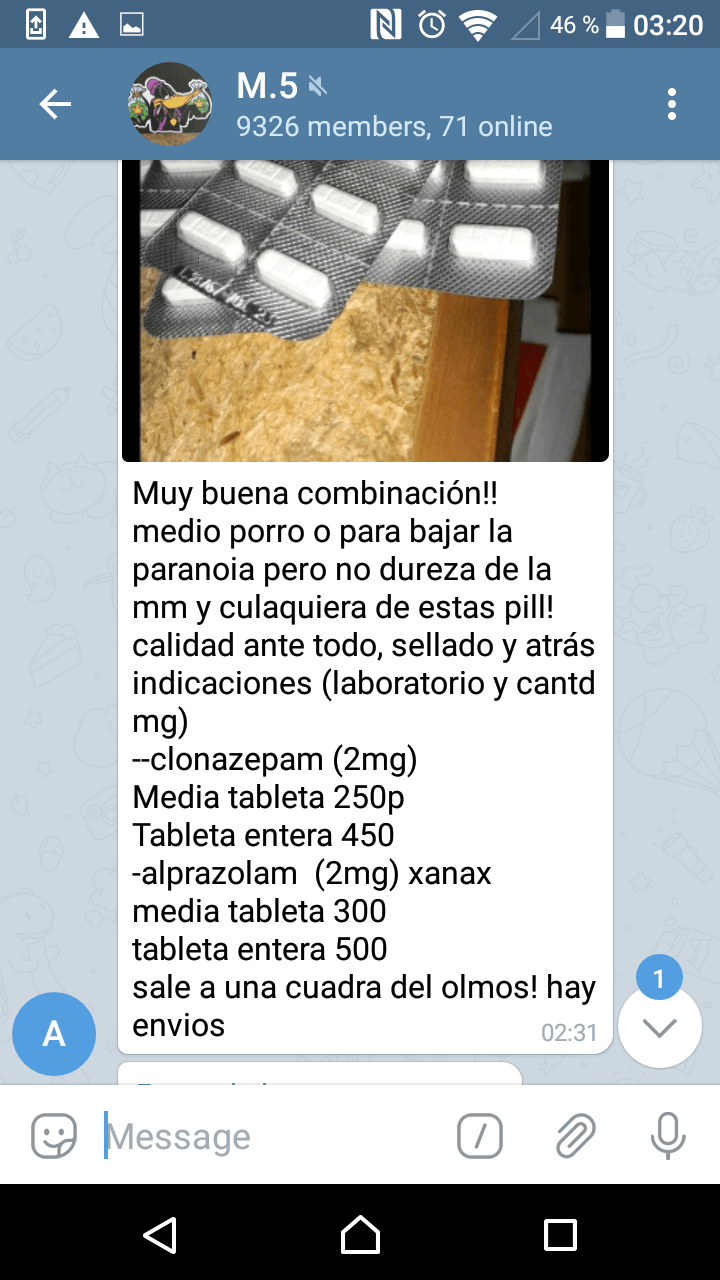 46 % 03:20
M.5
9326 members, 71 online
Muy buena combinación!!
medio porro o para bajar la
paranoia pero no dureza de la
mm y culaquiera de estas pill!
calidad ante todo, sellado y atrás
indicaciones (laboratorio y cantd
mg)
--clonazepam (2mg)
Media tableta 250p
Tableta entera 450
-alprazolam (2mg) xanax
media tableta 300
tableta entera 500
sale a una cuadra del olmos! hay
envios
02:31
A
1
Message